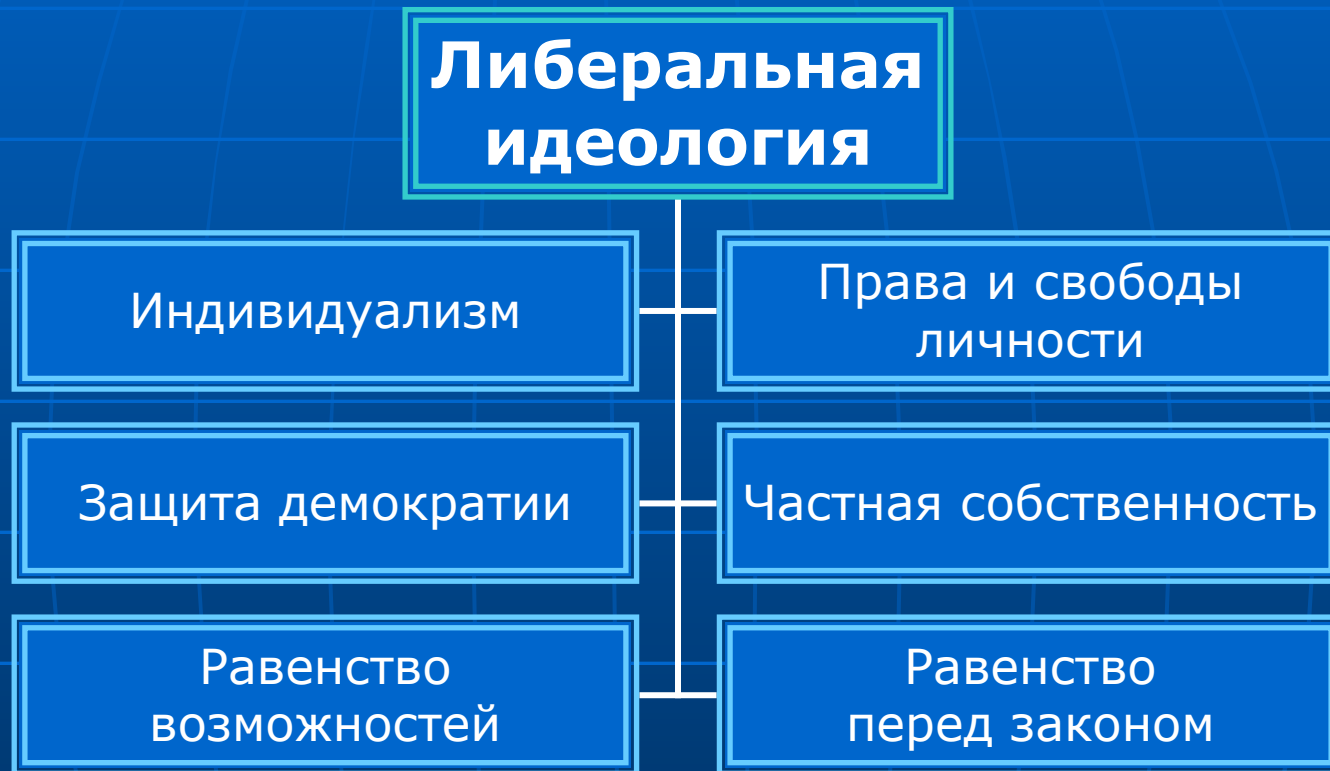 Либеральная
идеология
Индивидуализм
Права и свободы
личности
Защита демократии
Частная собственность
Равенство
возможностей
Равенство
перед законом